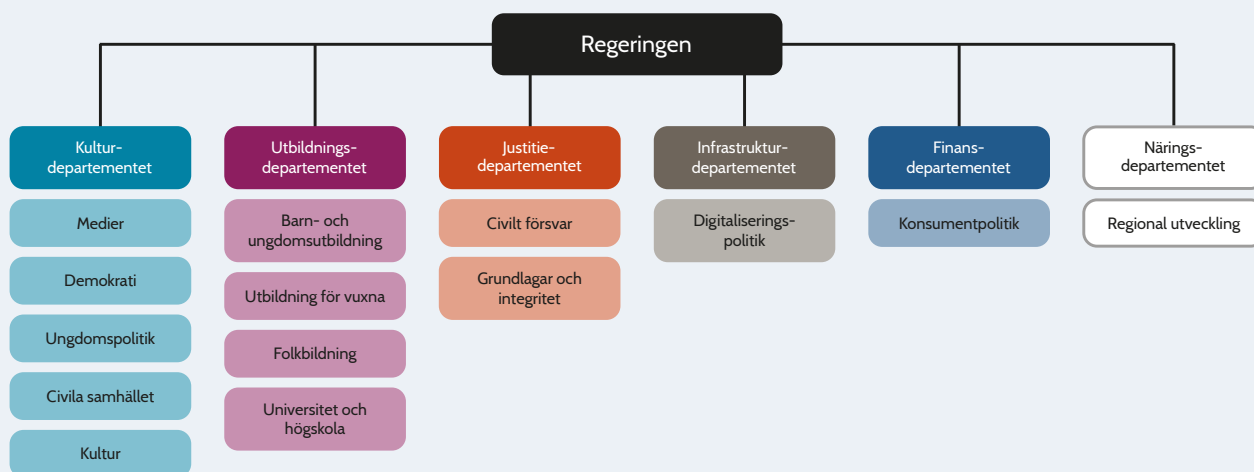 Regeringen
Kultur-
departementet
Medier
Demokrati
Ungdomspolitik
Civila samhället
Kultur
Utbildnings-
departementet
Barn- och
ungdomsutbildning
Utbildning för vuxna
Folkbildning
Universitet och
högskola
Justitie-
departementet
Civilt försvar
Grundlagar och
integritet
Infrastruktur-
departementet
Digitaliserings-
politik
Finans-
departementet
Konsumentpolitik
Närings-
departementet
Regional utveckling